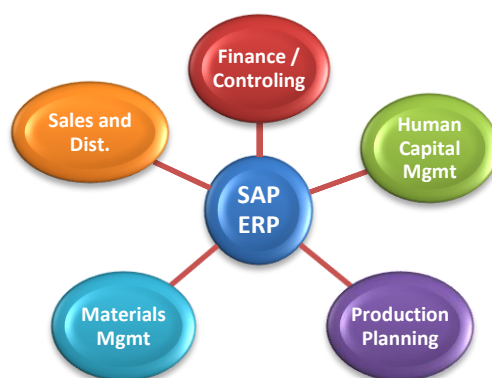 Finance /
Controling
Sales and
Dist.
Human
Capital
Mgmt
SAP
ERP
Materials
Mgmt
Production
Planning